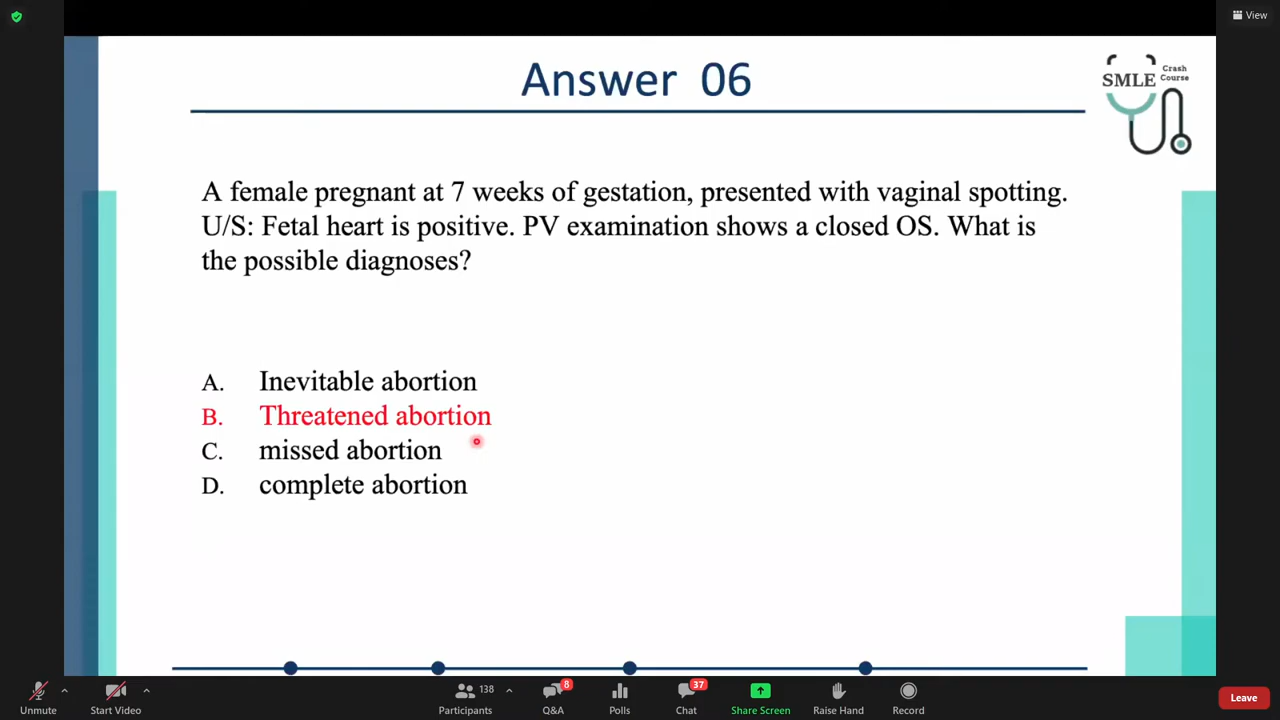 View
Answer 06
Crash
SMLE Course
A female pregnant at 7 weeks of gestation, presented with vaginal spotting.
U/S: Fetal heart is positive. PV examination shows a closed OS. What is
the possible diagnoses?
A. Inevitable abortion
B. Threatened abortion
C. missed abortion
D. complete abortion
138 8 37
Unmute Start Video Participants Q&A Polls Chat Share Screen Raise Hand Record Leave